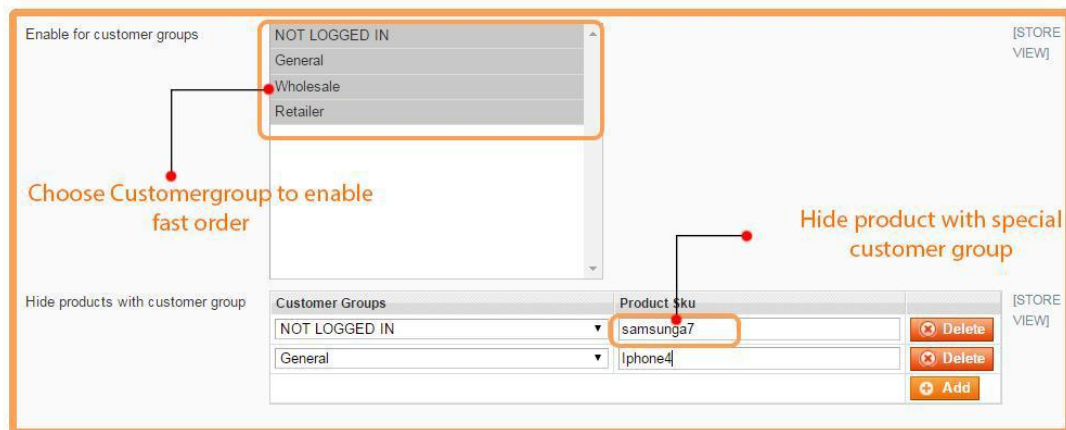 Enable for customer groups
NOT LOGGED IN
[STORE
VIEW]
General
Wholesale
Retailer
Choose Customergroup to enable
fast order
Hide product with special
customer group
Hide products with customer group
Customer Groups
Product Sku
[STORE
VIEW]
NOT LOGGED IN
samsunga7
Delete
General
Iphone4
Delete
Add